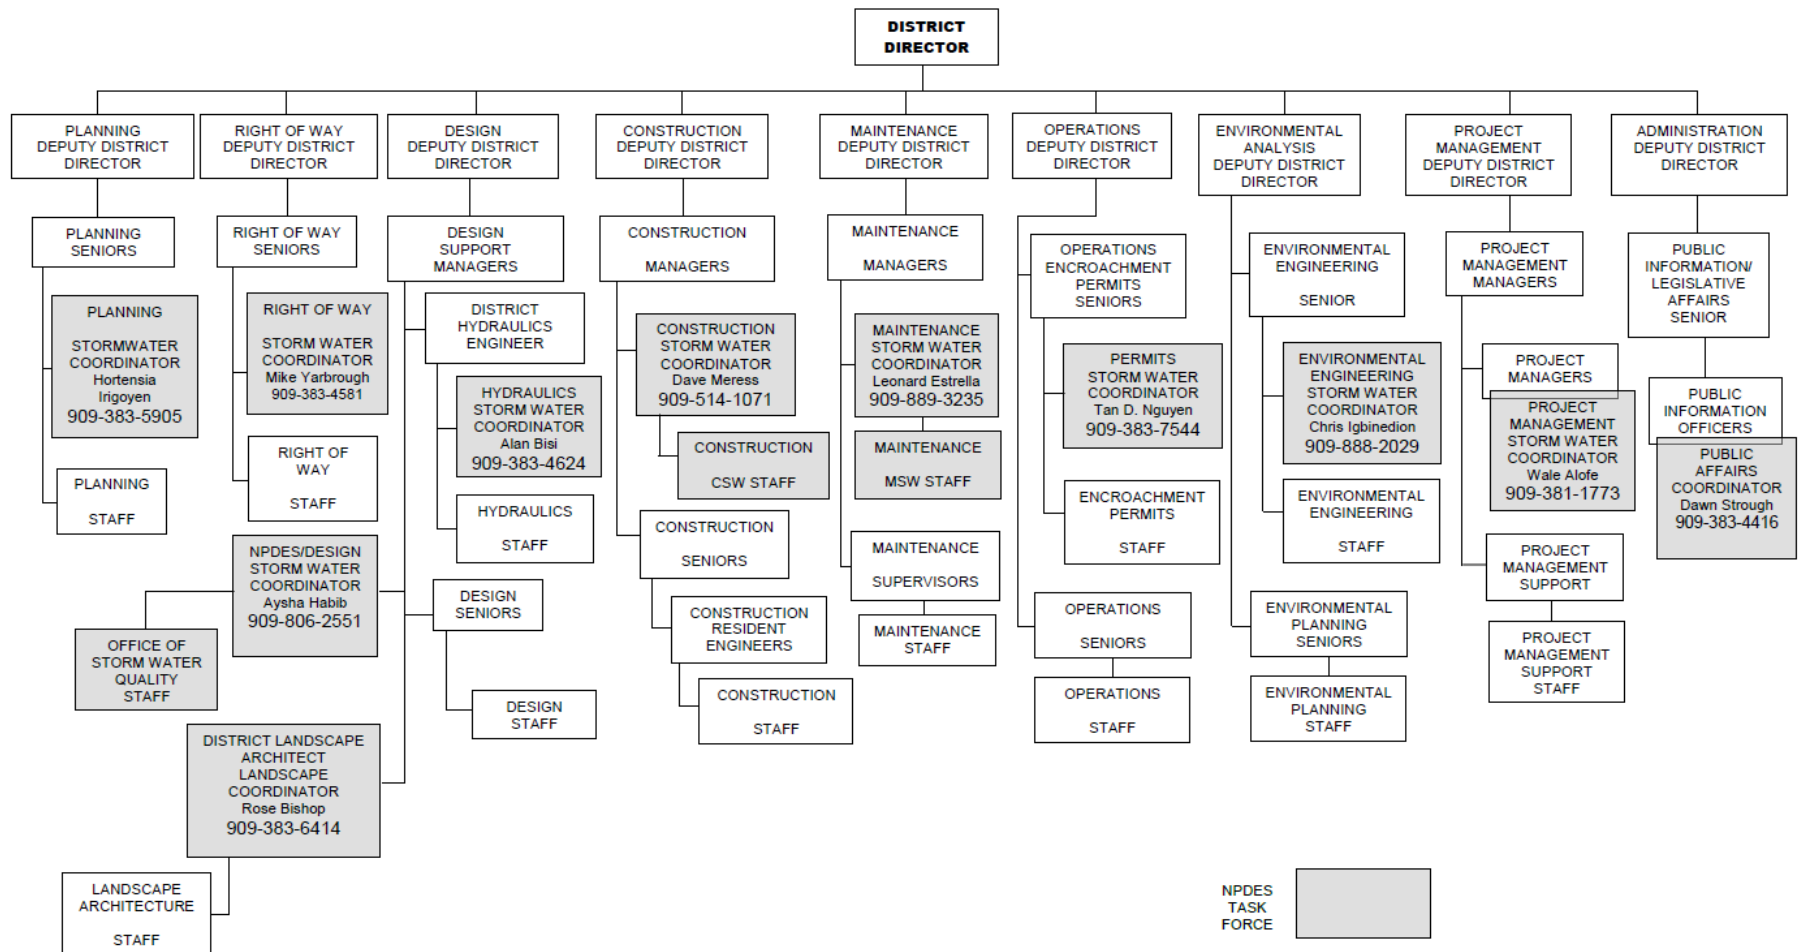 DISTRICT
DIRECTOR
PLANNING
DEPUTY DISTRICT
DIRECTOR
RIGHT OF WAY
DEPUTY DISTRICT
DIRECTOR
DESIGN
DEPUTY DISTRICT
DIRECTOR
CONSTRUCTION
DEPUTY DISTRICT
DIRECTOR
MAINTENANCE
DEPUTY DISTRICT
DIRECTOR
OPERATIONS
DEPUTY DISTRICT
DIRECTOR
ENVIRONMENTAL
ANALYSIS
DEPUTY DISTRICT
DIRECTOR
PROJECT
MANAGEMENT
DEPUTY DISTRICT
DIRECTOR
ADMINISTRATION
DEPUTY DISTRICT
DIRECTOR
PLANNING
SENIORS
PLANNING
STORMWATER
COORDINATOR
Hortensia
Irigoyen
909-383-5905
PLANNING
STAFF
RIGHT OF WAY
SENIORS
RIGHT OF WAY
STORM WATER
COORDINATOR
Mike Yarbrough
909-383-4581
RIGHT OF
WAY
STAFF
DESIGN
SUPPORT
MANAGERS
DISTRICT
HYDRAULICS
ENGINEER
HYDRAULICS
STORM WATER
COORDINATOR
Alan Bisi
909-383-4624
HYDRAULICS
STAFF
NPDES/DESIGN
STORM WATER
COORDINATOR
Aysha Habib
909-806-2551
OFFICE OF
STORM WATER
QUALITY
STAFF
DESIGN
SENIORS
DESIGN
STAFF
DISTRICT LANDSCAPE
ARCHITECT
LANDSCAPE
COORDINATOR
Rose Bishop
909-383-6414
LANDSCAPE
ARCHITECTURE
STAFF
CONSTRUCTION
MANAGERS
CONSTRUCTION
STORM WATER
COORDINATOR
Dave Meress
909-514-1071
CONSTRUCTION
CSW STAFF
CONSTRUCTION
SENIORS
CONSTRUCTION
RESIDENT
ENGINEERS
CONSTRUCTION
STAFF
MAINTENANCE
MANAGERS
MAINTENANCE
STORM WATER
COORDINATOR
Leonard Estrella
909-889-3235
MAINTENANCE
MSW STAFF
MAINTENANCE
SUPERVISORS
MAINTENANCE
STAFF
OPERATIONS
ENCROACHMENT
PERMITS
SENIORS
PERMITS
STORM WATER
COORDINATOR
Tan D. Nguyen
909-383-7544
ENCROACHMENT
PERMITS
STAFF
OPERATIONS
SENIORS
OPERATIONS
STAFF
ENVIRONMENTAL
ENGINEERING
SENIOR
ENVIRONMENTAL
ENGINEERING
STORM WATER
COORDINATOR
Chris Igbinedion
909-888-2029
ENVIRONMENTAL
ENGINEERING
STAFF
ENVIRONMENTAL
PLANNING
SENIORS
ENVIRONMENTAL
PLANNING
STAFF
PROJECT
MANAGEMENT
MANAGERS
PROJECT
MANAGERS
PROJECT
MANAGEMENT
STORM WATER
COORDINATOR
Wale Alofe
909-381-1773
PROJECT
MANAGEMENT
SUPPORT
PROJECT
MANAGEMENT
SUPPORT
STAFF
PUBLIC
INFORMATION/
LEGISLATIVE
AFFAIRS
SENIOR
PUBLIC
INFORMATION
OFFICERS
PUBLIC
AFFAIRS
COORDINATOR
Dawn Strough
909-383-4416
NPDES
TASK
FORCE